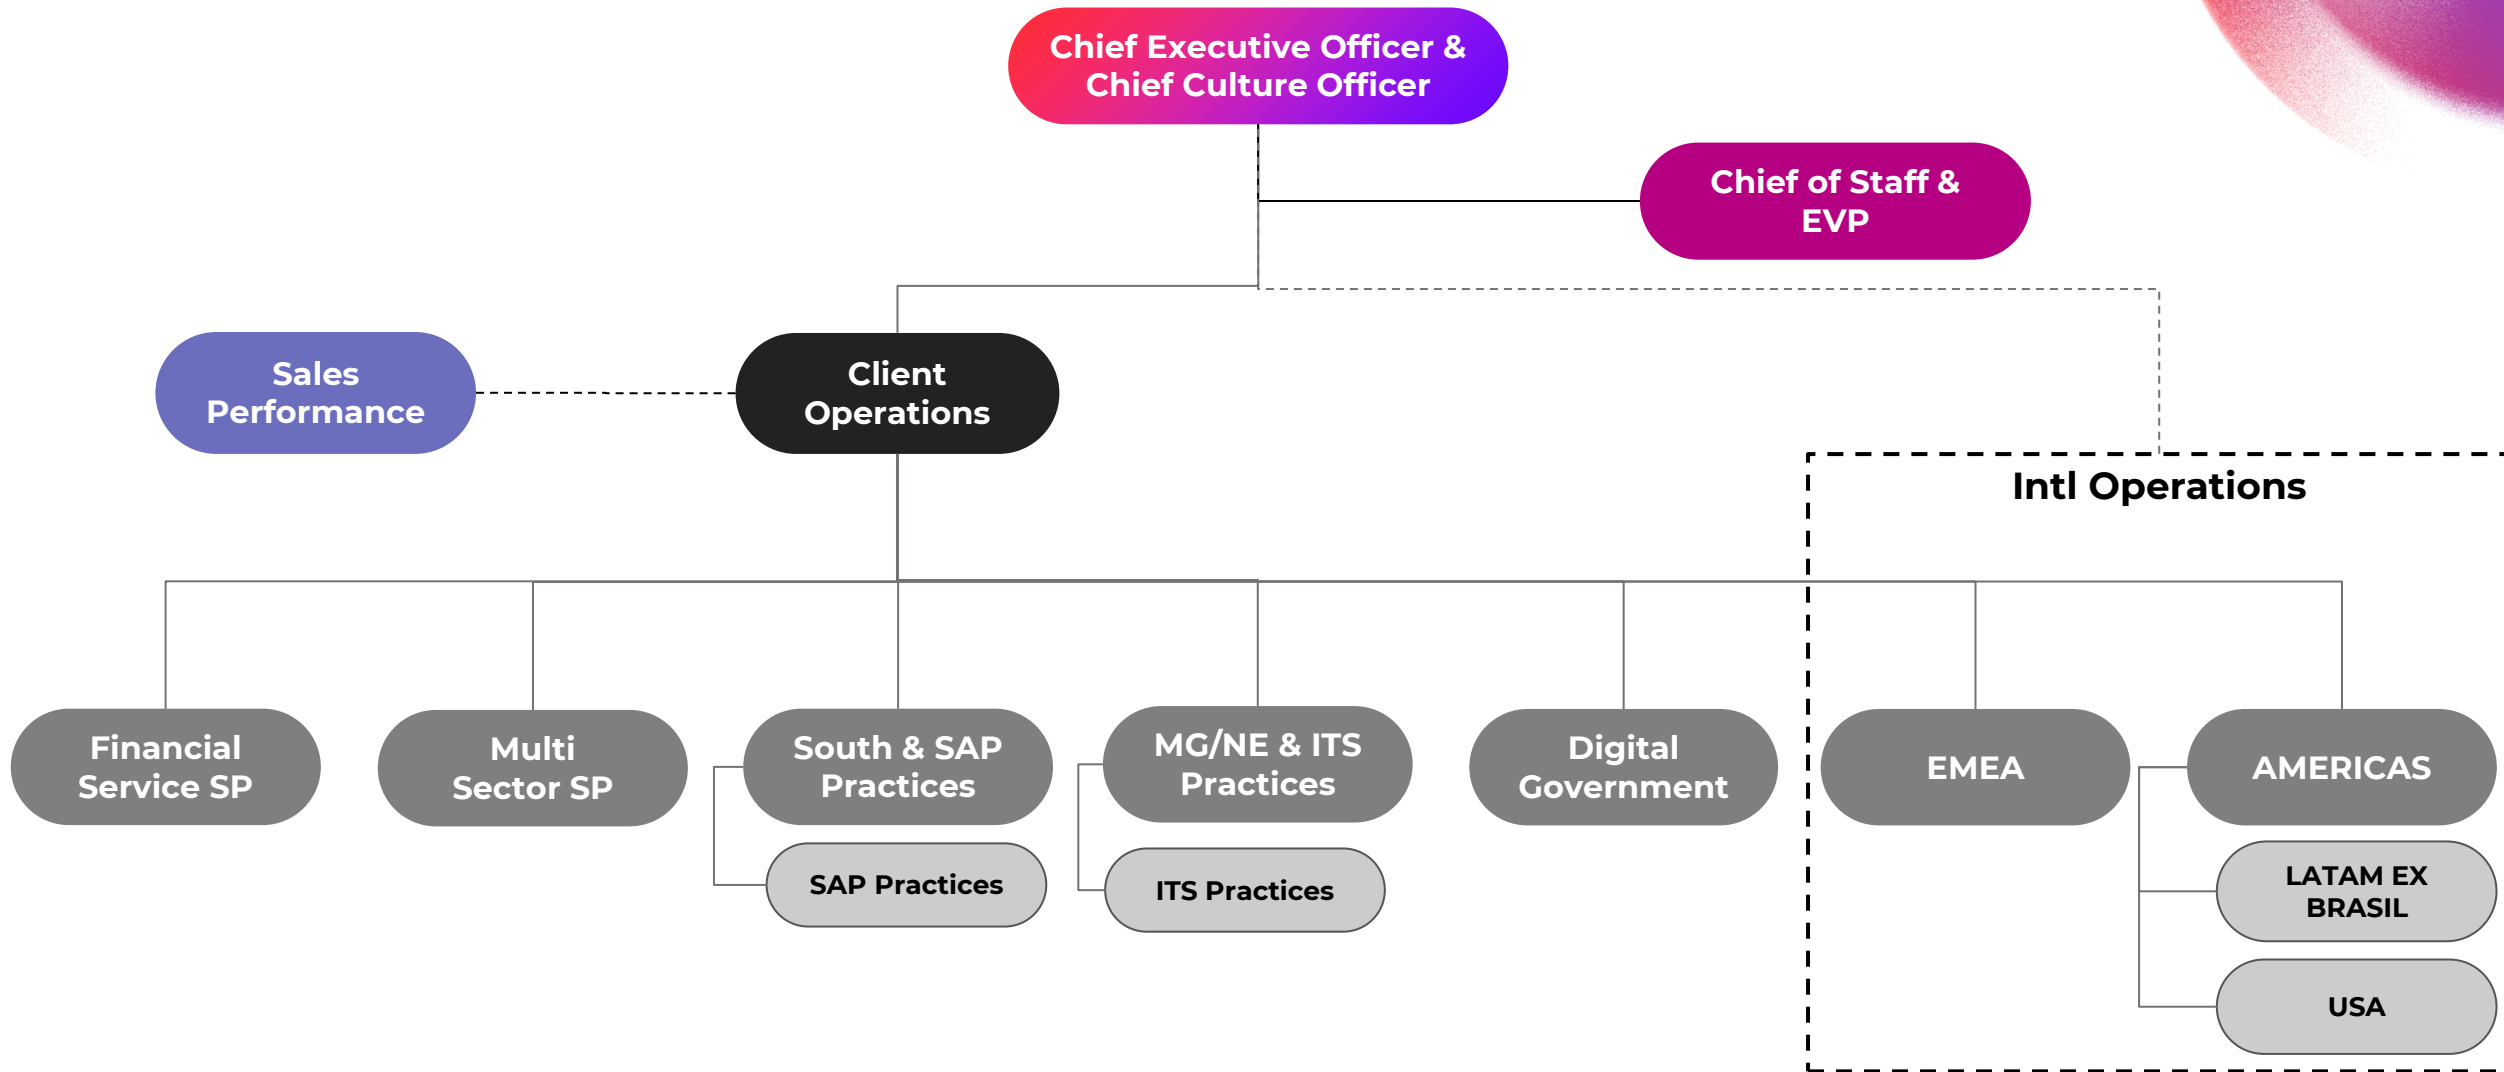 Chief Executive Officer &
Chief Culture Officer
Chief of Staff &
EVP
Sales
Performance
Client
Operations
Intl Operations
Financial
Service SP
Multi
Sector SP
South & SAP
Practices
MG/NE & ITS
Practices
Digital
Government
EMEA
AMERICAS
SAP Practices
ITS Practices
LATAM EX
BRASIL
USA